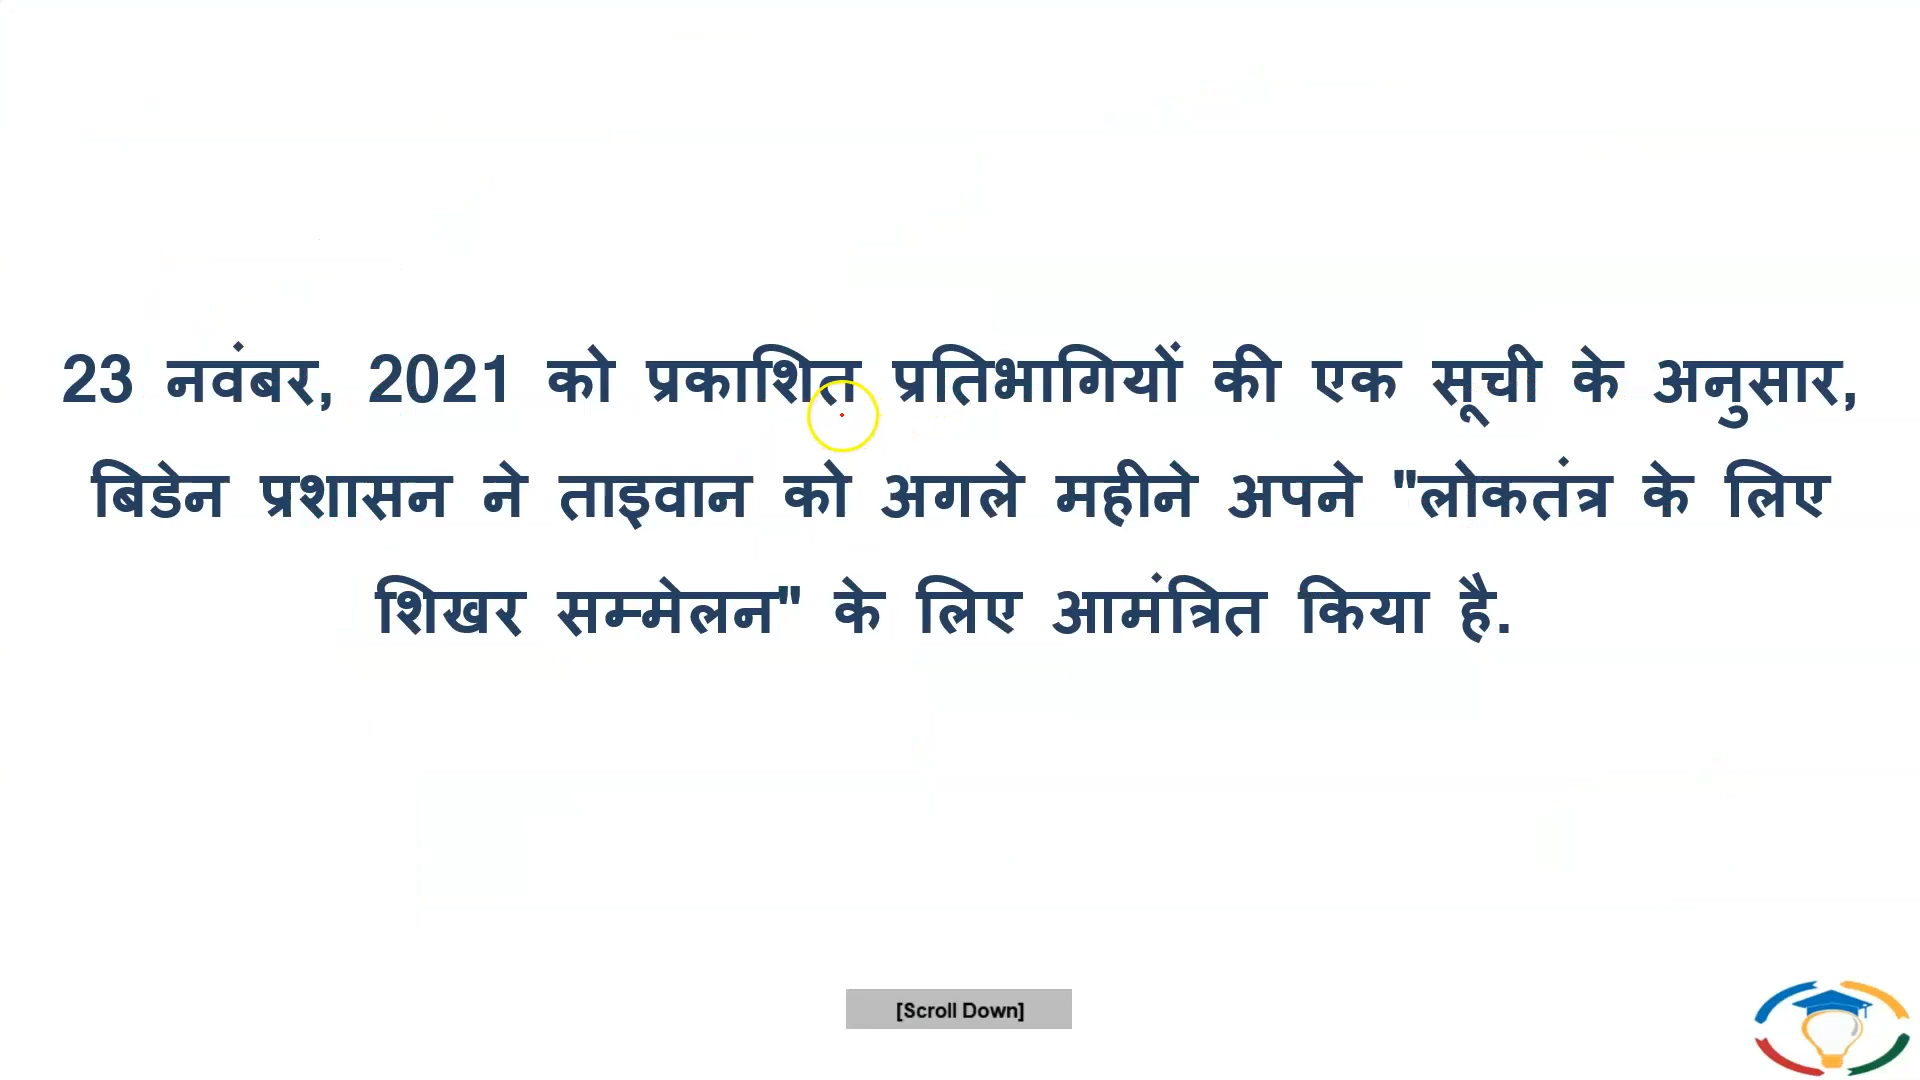 23 नवंबर, 2021 को प्रकाशित प्रतिभागियों की एक सूची के अनुसार,
बिडेन प्रशासन ने ताइवान को अगले महीने अपने "लोकतंत्र के लिए
शिखर सम्मेलन" के लिए आमंत्रित किया है.
[Scroll Down]